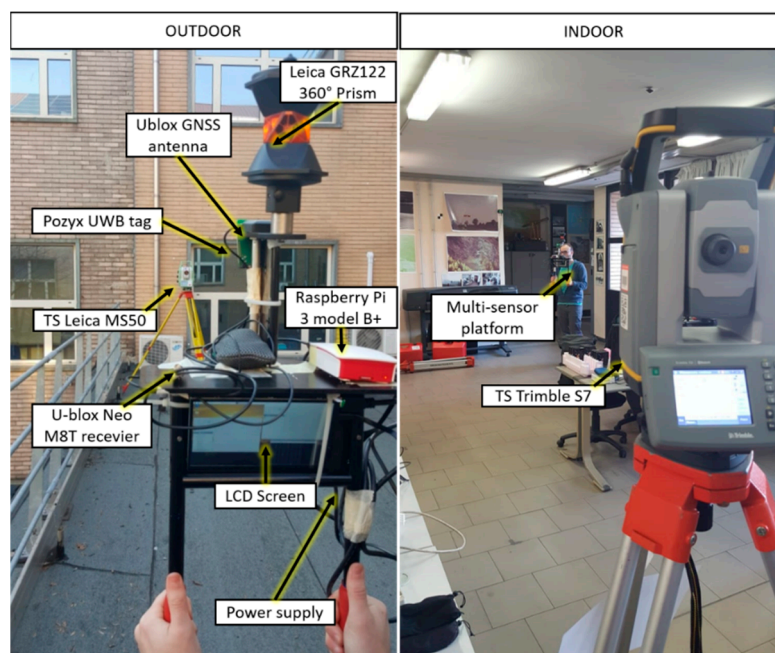 OUTDOOR
INDOOR
Leica GRZ122
360° Prism
Ublox GNSS
antenna
Pozyx UWB tag
TS Leica MS50
Raspberry Pi
3 model B+
U-blox Neo
M8T recevier
LCD Screen
Power supply
Multi-sensor
platform
TS Trimble S7
Trimble